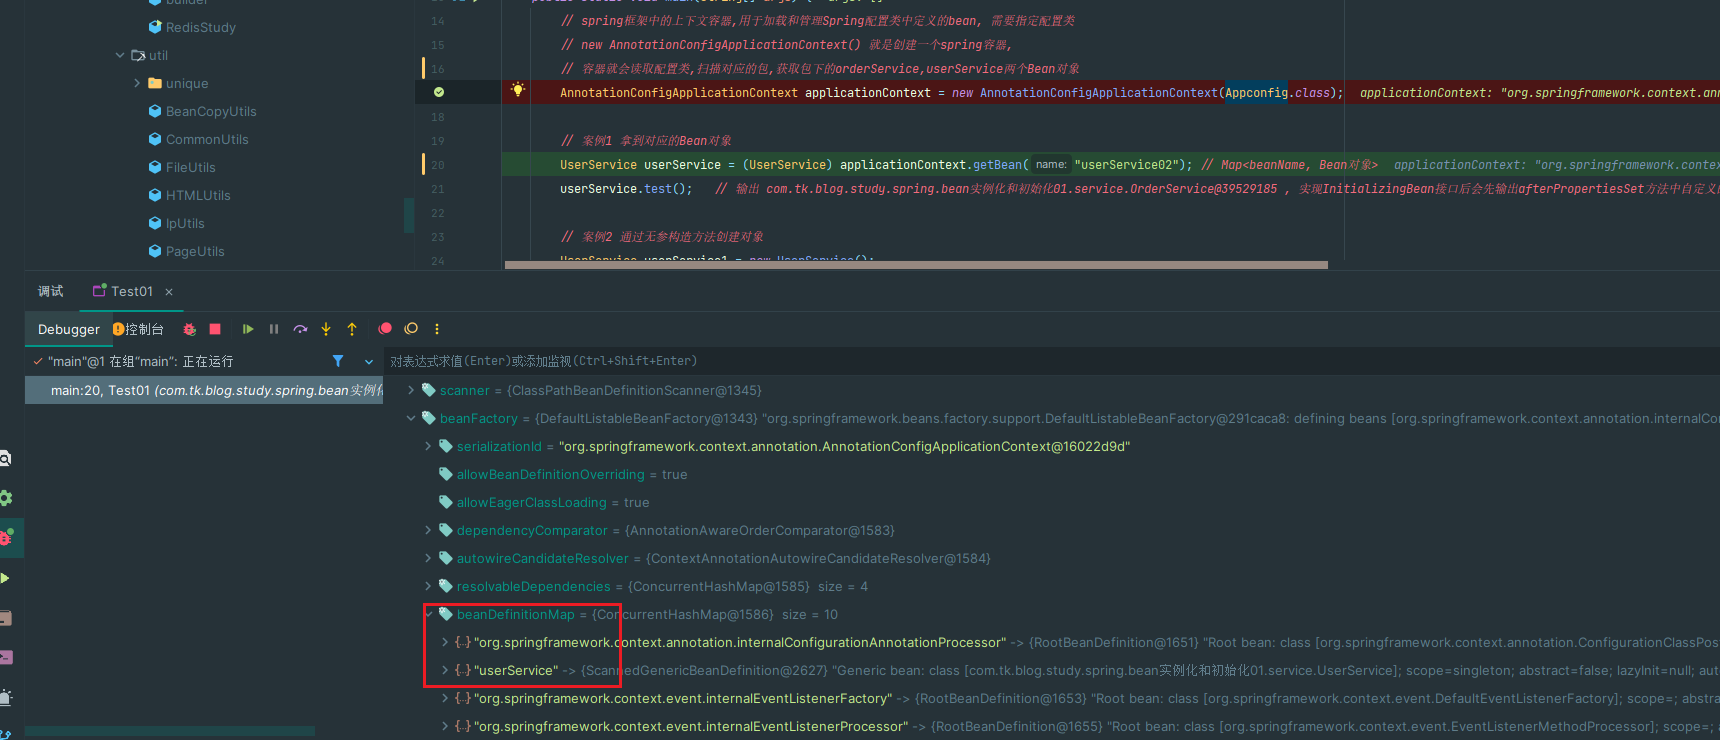 builder
RedisStudy
util
unique
BeanCopyUtils
CommonUtils
FileUtils
HTMLUtils
IpUtils
PageUtils
14 // spring框架中的上下文容器,用于加载和管理Spring配置类中定义的bean, 需要指定配置类
15 // new AnnotationConfigApplicationContext() 就是创建一个spring容器,
16 // 容器就会读取配置类,扫描对应的包,获取包下的orderService,userService两个Bean对象
AnnotationConfigApplicationContext applicationContext = new AnnotationConfigApplicationContext(Appconfig.class); applicationContext: "org.springframework.context.ann
18
19 // 案例1 拿到对应的Bean对象
20 UserService userService = (UserService) applicationContext.getBean( name: "userService02"); // Map<beanName, Bean对象> applicationContext: "org.springframework.contex
21 userService.test(); // 输出 com.tk.blog.study.spring.bean实例化和初始化01.service.OrderService@39529185 , 实现InitializingBean接口后会先输出afterPropertiesSet方法中自定义
22
23 // 案例2 通过无参构造方法创建对象
24 UserService userService1 = new UserService();
调试 Test01 ×
Debugger 控制台
"main"@1 在组"main": 正在运行
对表达式求值(Enter)或添加监视(Ctrl+Shift+Enter)
main:20, Test01 (com.tk.blog.study.spring.bean实例化
scanner = {ClassPathBeanDefinitionScanner@1345}
beanFactory = {DefaultListableBeanFactory@1343} "org.springframework.beans.factory.support.DefaultListableBeanFactory@291caca8: defining beans [org.springframework.context.annotation.internalCo
serializationId = "org.springframework.context.annotation.AnnotationConfigApplicationContext@16022d9d"
allowBeanDefinitionOverriding = true
allowEagerClassLoading = true
dependencyComparator = {AnnotationAwareOrderComparator@1583}
autowireCandidateResolver = {ContextAnnotationAutowireCandidateResolver@1584}
resolvableDependencies = {ConcurrentHashMap@1585} size = 4
beanDefinitionMap = {ConcurrentHashMap@1586} size = 10
{..} "org.springframework.context.annotation.internalConfigurationAnnotationProcessor" -> {RootBeanDefinition@1651} "Root bean: class [org.springframework.context.annotation.ConfigurationClassPos
{..} "userService" -> {ScannedGenericBeanDefinition@2627} "Generic bean: class [com.tk.blog.study.spring.bean实例化和初始化01.service.UserService]; scope=singleton; abstract=false; lazyInit=null; aut
{..} "org.springframework.context.event.internalEventListenerFactory" -> {RootBeanDefinition@1653} "Root bean: class [org.springframework.context.event.DefaultEventListenerFactory]; scope=; abstra
{..} "org.springframework.context.event.internalEventListenerProcessor" -> {RootBeanDefinition@1655} "Root bean: class [org.springframework.context.event.EventListenerMethodProcessor]; scope=; a